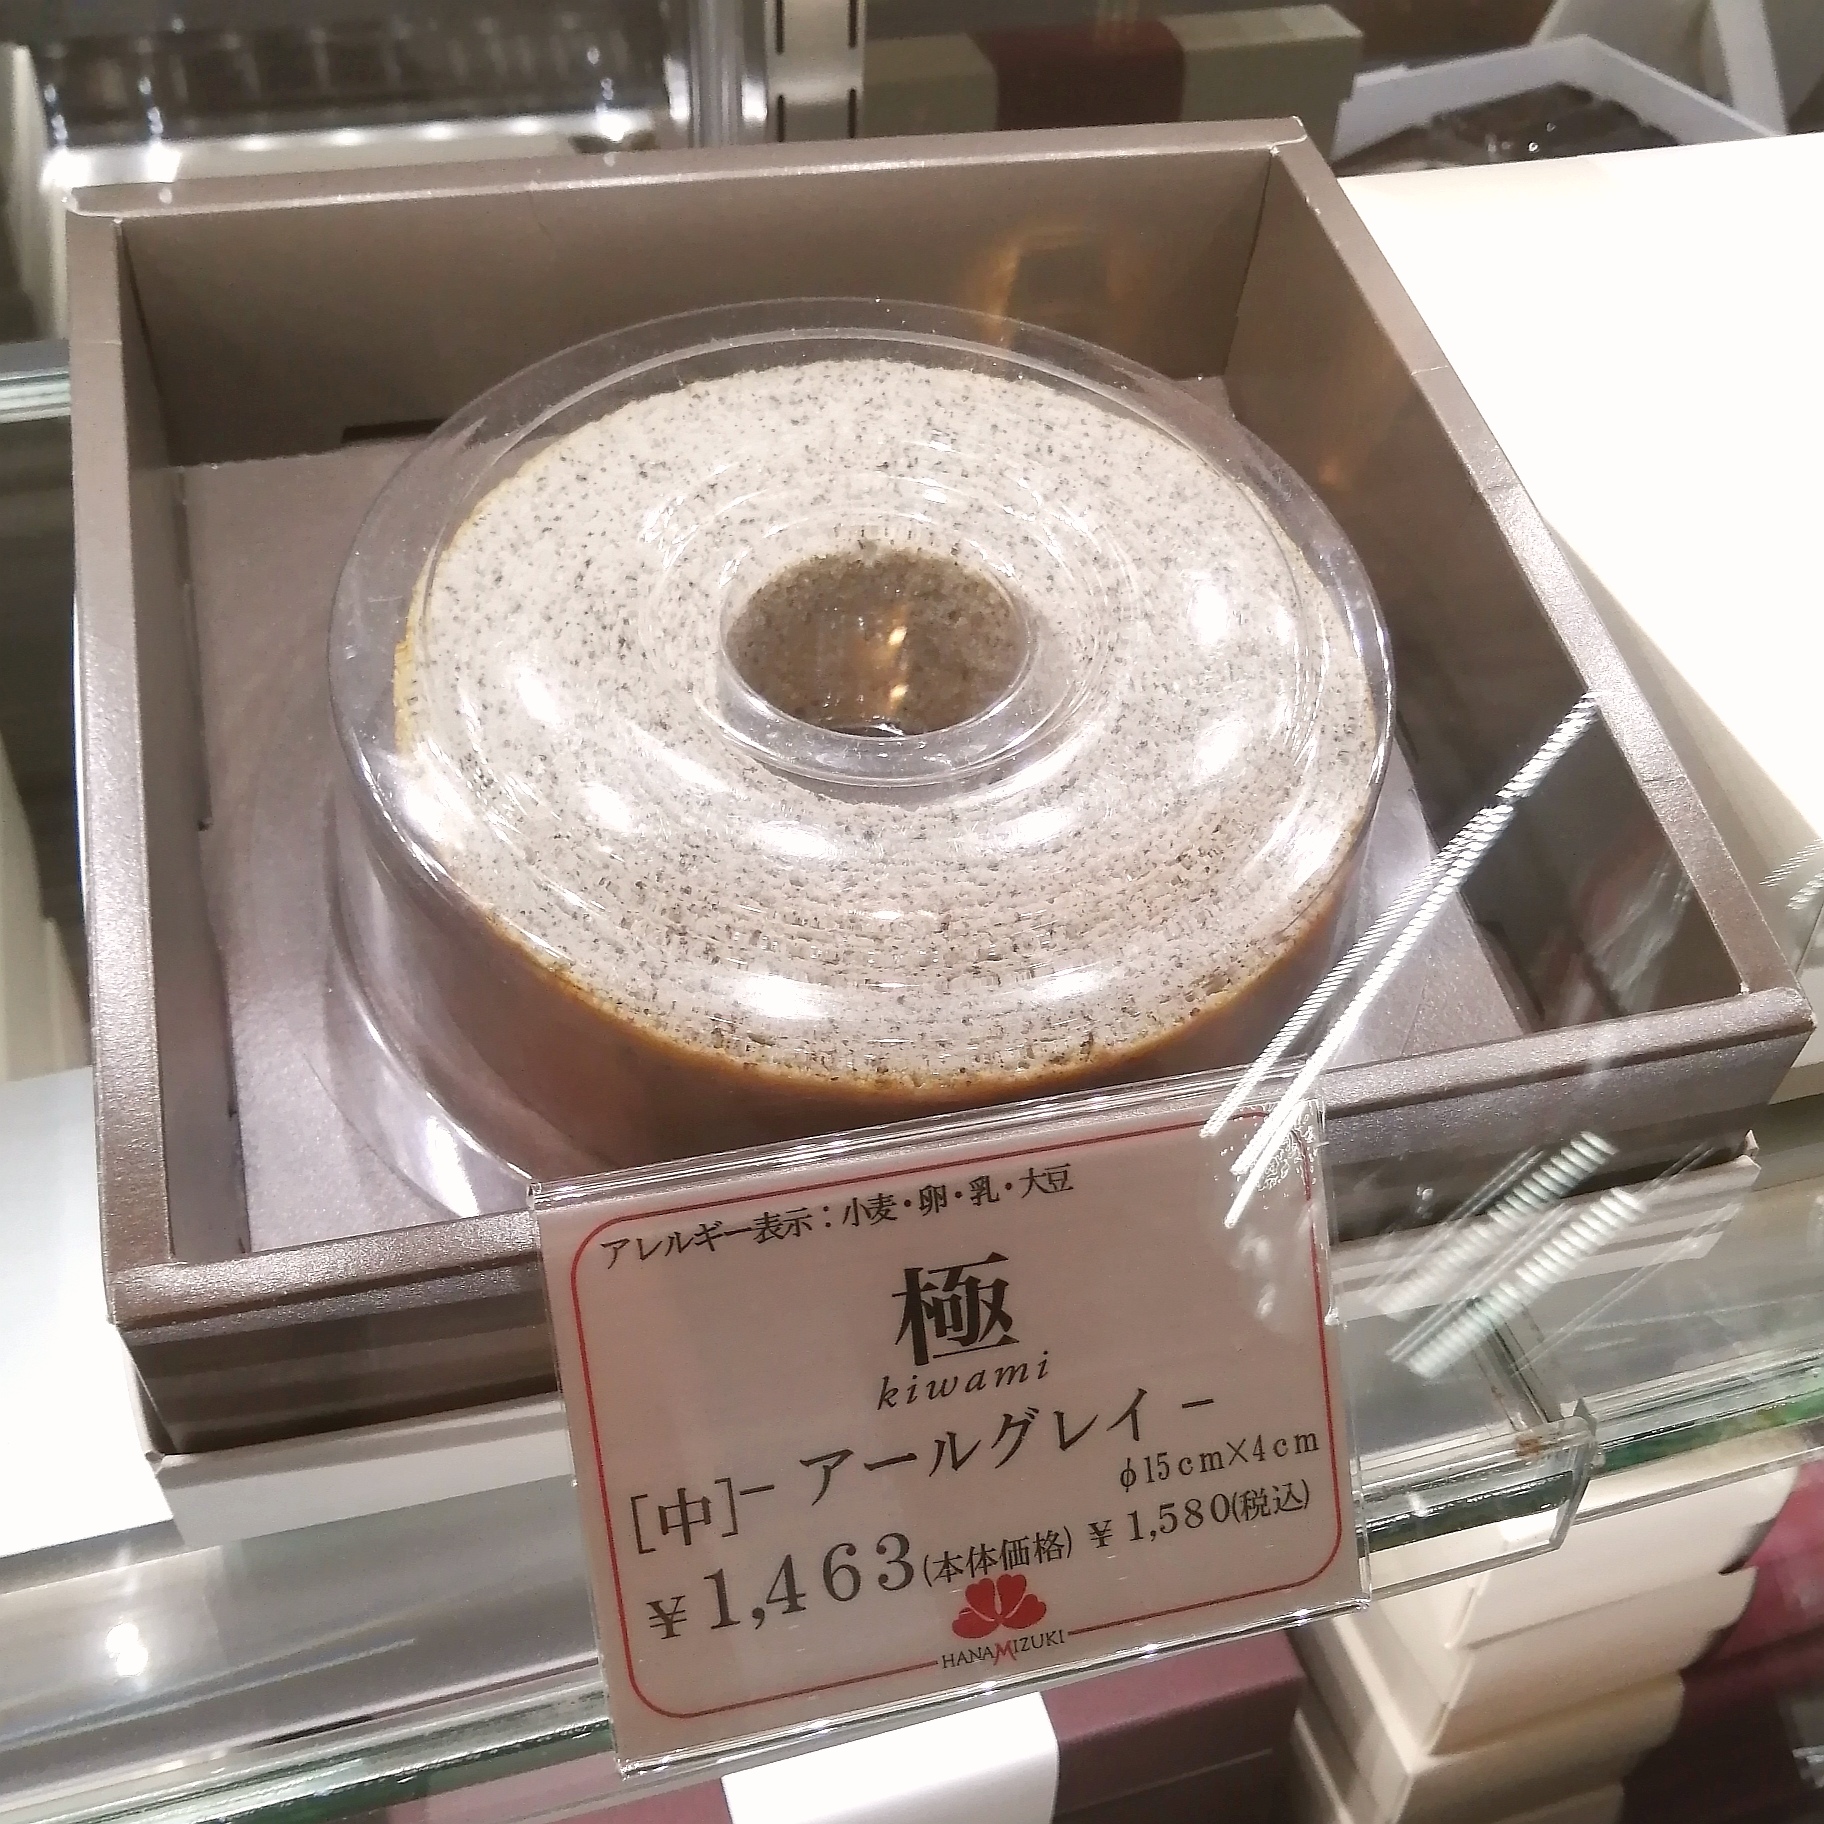 アレルギー表示：小麦・卵・乳・大豆
極
kiwami
[中]－アールグレイ－
φ15cm×4cm
￥1,463(本体価格) ￥1,580(税込)
HANAMIZUKI